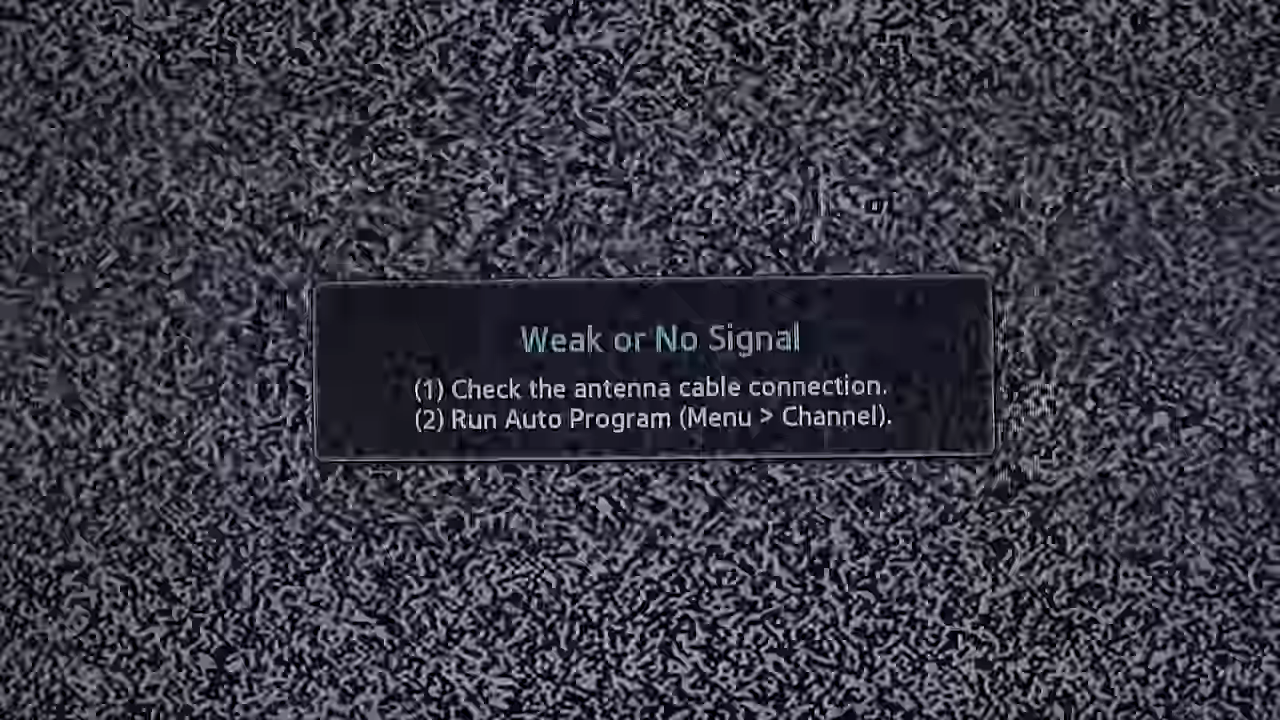 Weak or No Signal
(1) Check the antenna cable connection.
(2) Run Auto Program (Menu > Channel).